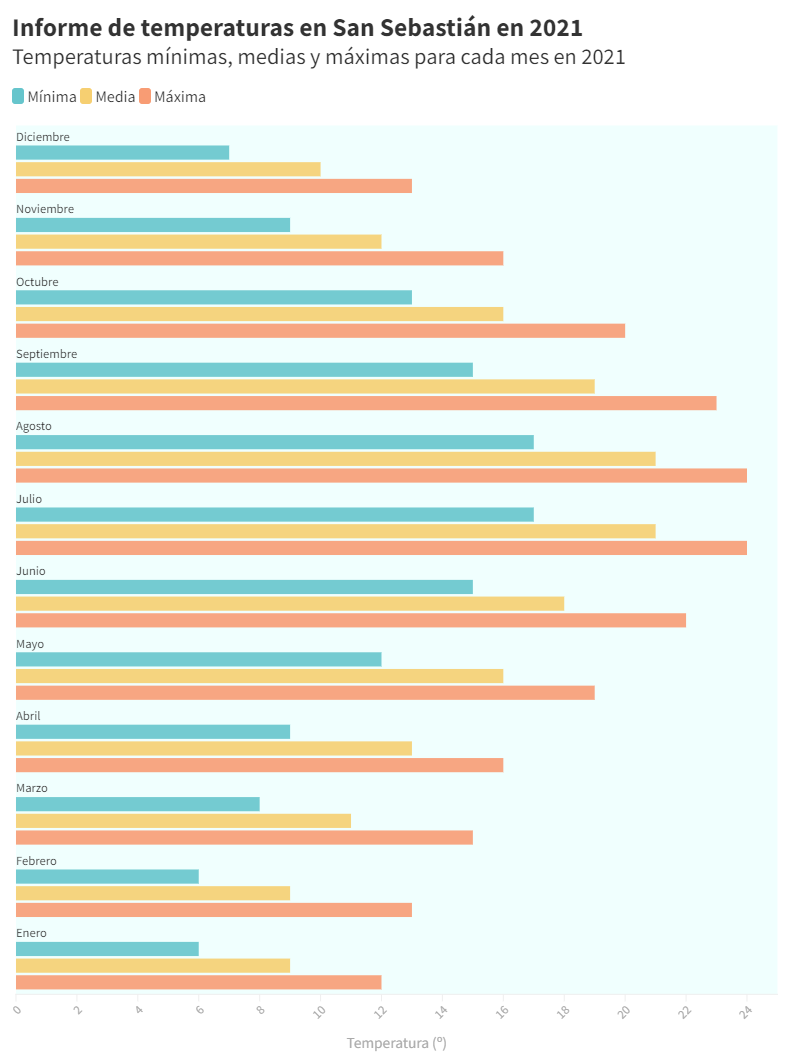 Informe de temperaturas en San Sebastián en 2021
Temperaturas mínimas, medias y máximas para cada mes en 2021
Mínima Media Máxima
Diciembre
Noviembre
Octubre
Septiembre
Agosto
Julio
Junio
Mayo
Abril
Marzo
Febrero
Enero
0 2 4 6 8 10 12 14 16 18 20 22 24
Temperatura (º)